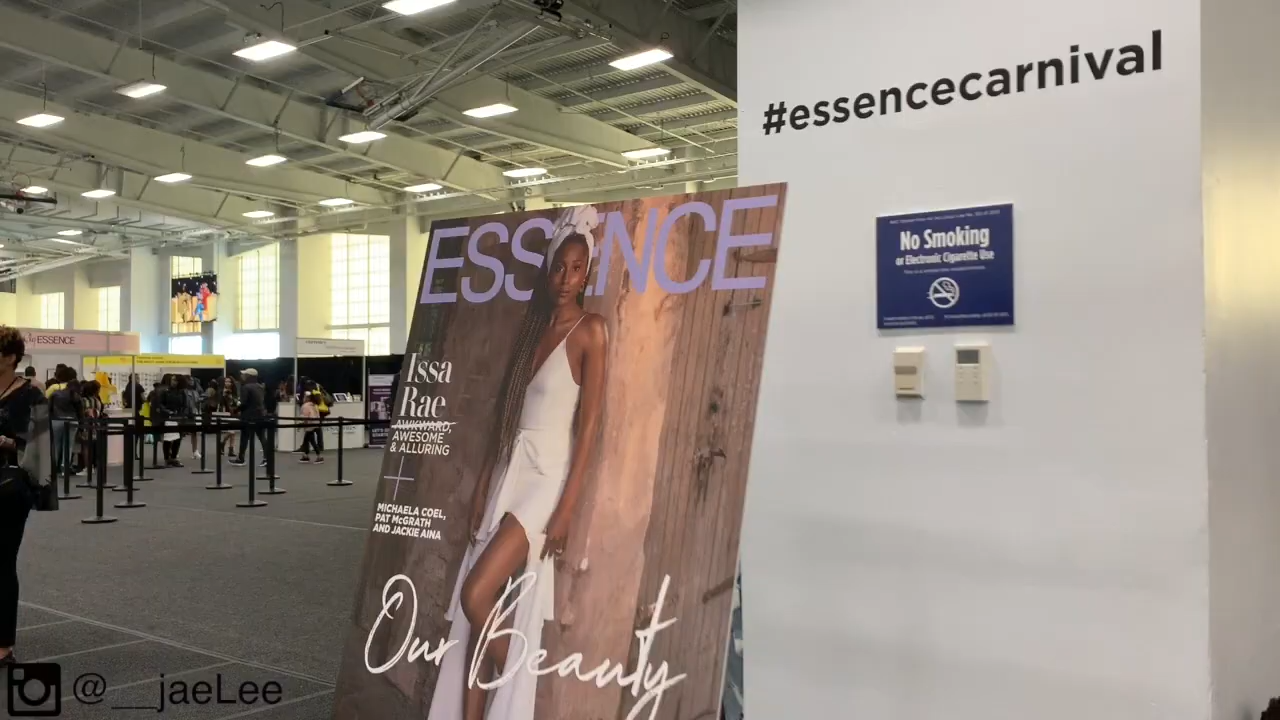 #essencecarnival
No Smoking
or Electronic Cigarette Use
ESSENCE
ESSENCE
Issa
Rae
AWKWARD,
AWESOME
& ALLURING
MICHAELA COEL,
PAT McGRATH
AND JACKIE AINA
Our Beauty
@__jaeLee